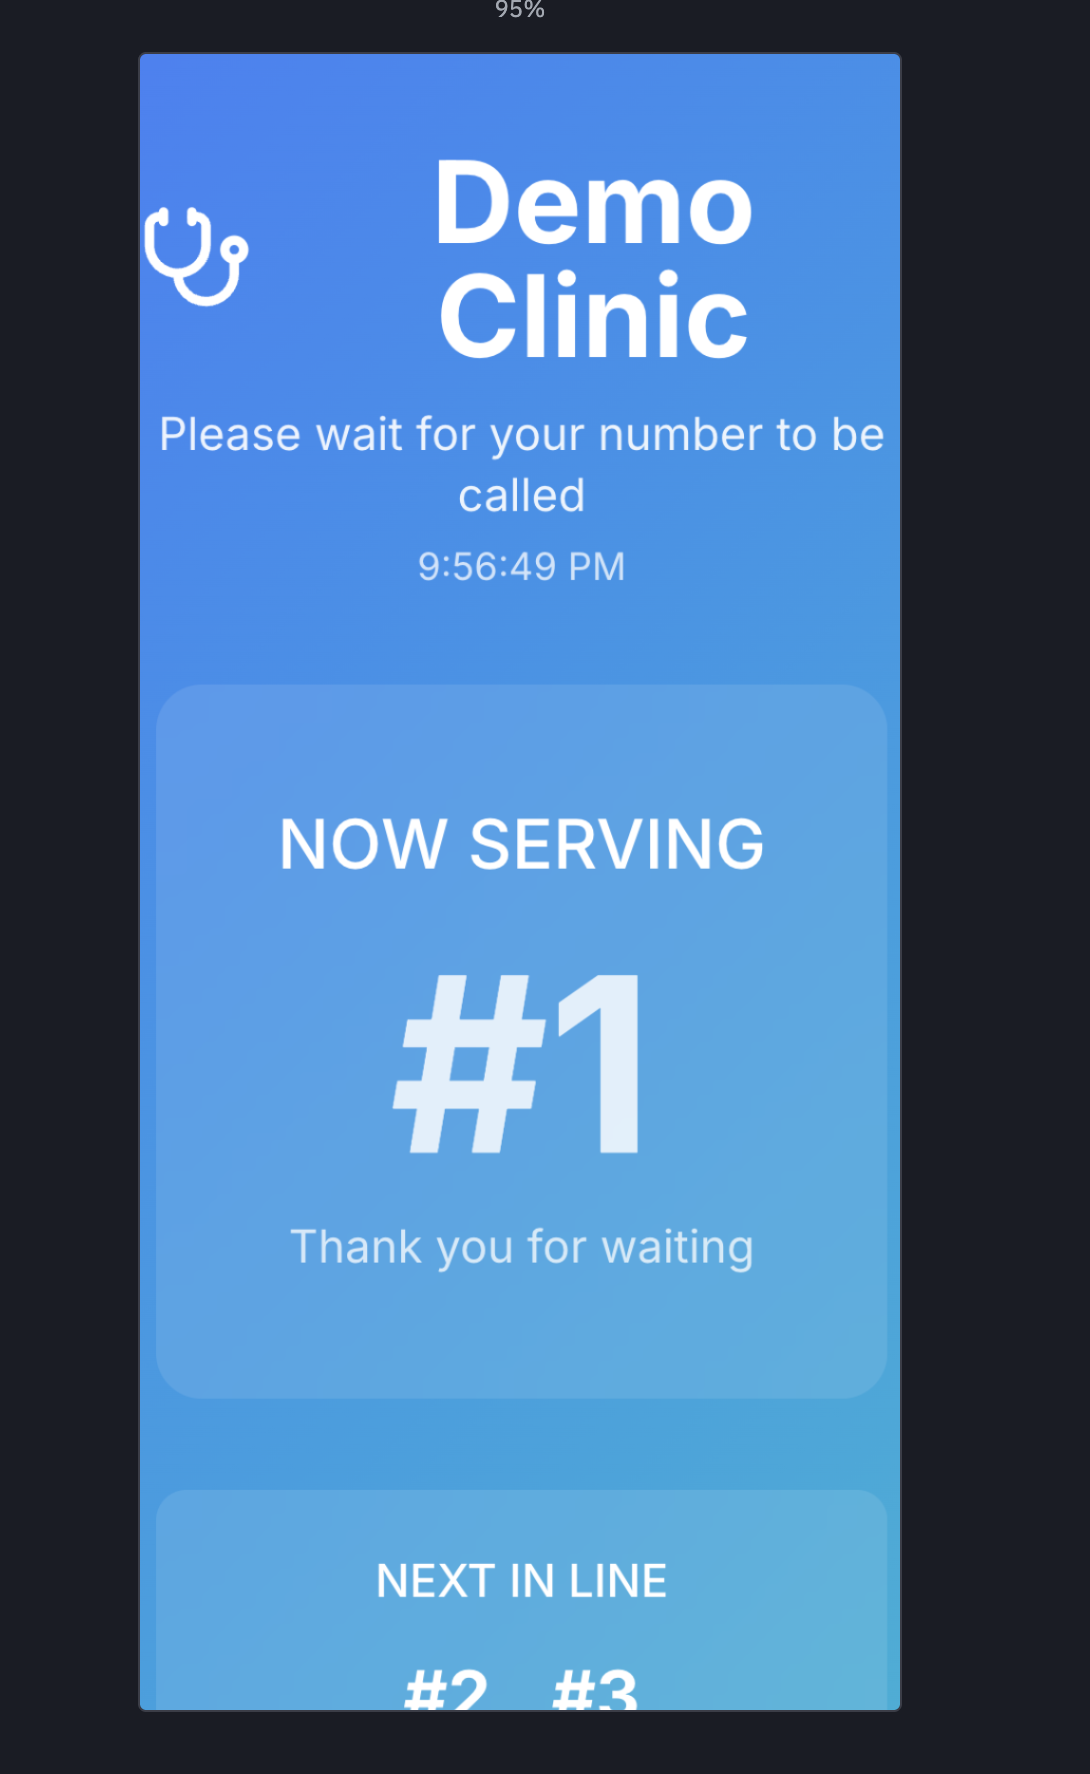 95%
Demo
Clinic
Please wait for your number to be
called
9:56:49 PM
NOW SERVING
#1
Thank you for waiting
NEXT IN LINE
#2 #3